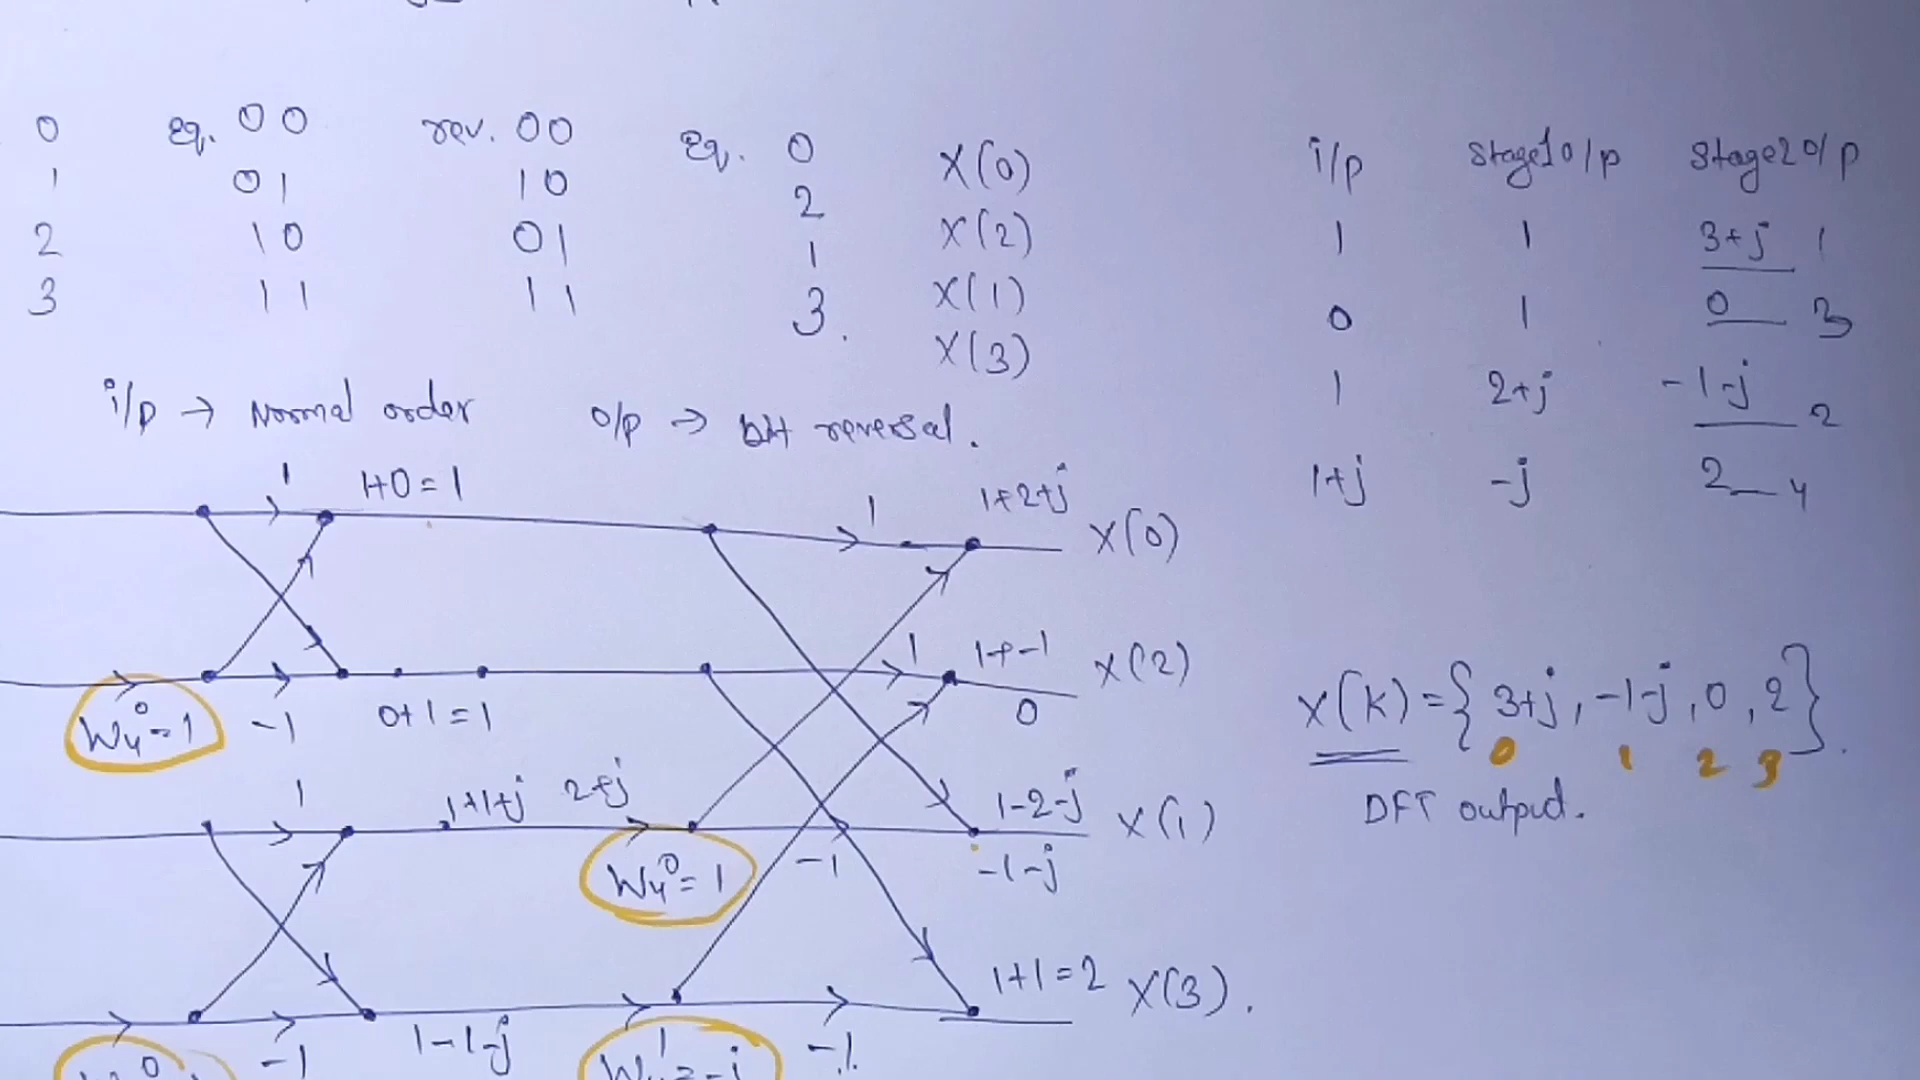 0 eq. 00 rev. 00 eq. 0 X(0)
1 01 10 2 X(2)
2 10 01 1 X(1)
3 11 11 3. X(3)
i/p → Normal order o/p → bit reversal.
i/p stage1 o/p stage2 o/p
1 1 3+j 1
0 1 0 3
1 2+j -1-j 2
1+j -j 2 4
1 1+0=1 1 1+2+j X(0)
W4^0=1 -1 0+1=1 1 1+-1 X(2)
0
1 1+1+j 2+j W4^0=1 -1 1-2-j X(1)
-1-j
0 -1 1-1-j W4^1=-j -1. 1+1=2 X(3).
X(K)={3+j,-1-j,0,2}.
0 1 2 3
DFT output.